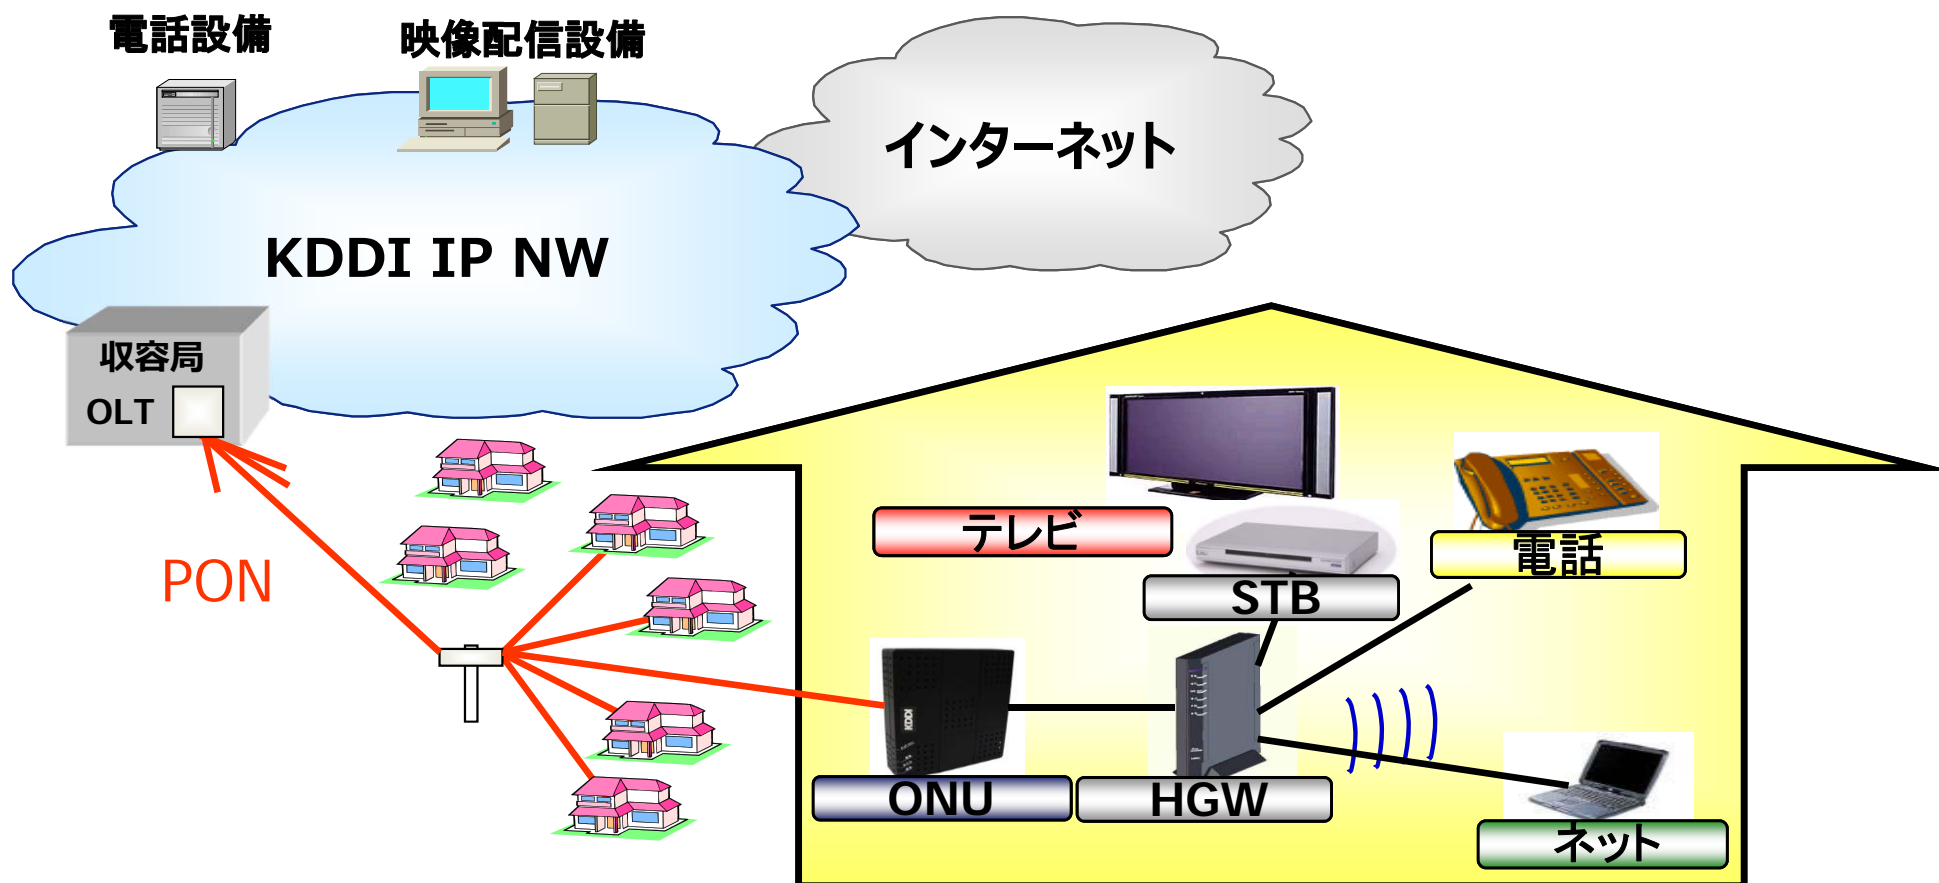 電話設備
映像配信設備
インターネット
KDDI IP NW
収容局
OLT
PON
テレビ
電話
STB
KDDI
ONU
HGW
ネット